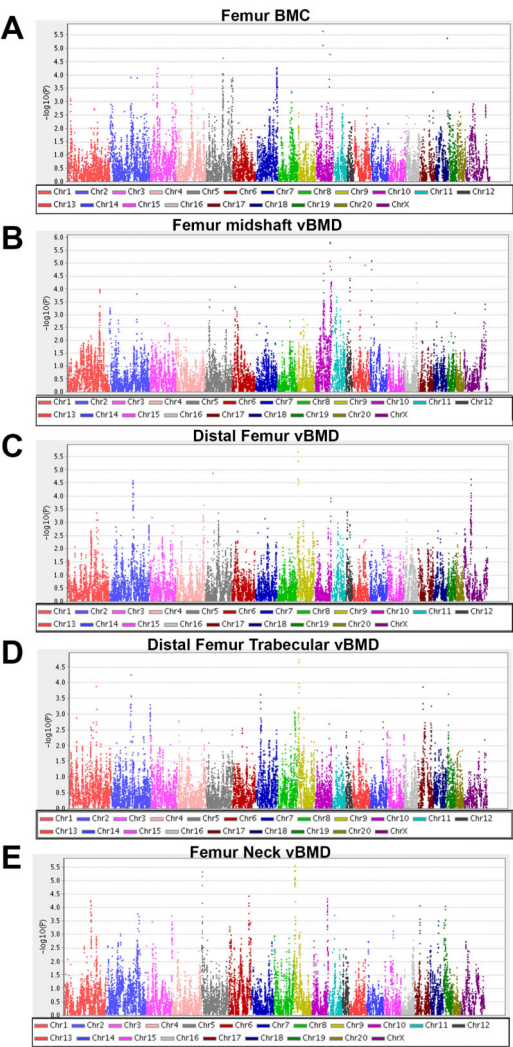 A
Femur BMC
-log10(P)
5.5
5.0
4.5
4.0
3.5
3.0
2.5
2.0
1.5
1.0
0.5
0.0
Chr1 Chr2 Chr3 Chr4 Chr5 Chr6 Chr7 Chr8 Chr9 Chr10 Chr11 Chr12
Chr13 Chr14 Chr15 Chr16 Chr17 Chr18 Chr19 Chr20 ChrX
B
Femur midshaft vBMD
-log10(P)
6.0
5.5
5.0
4.5
4.0
3.5
3.0
2.5
2.0
1.5
1.0
0.5
0.0
Chr1 Chr2 Chr3 Chr4 Chr5 Chr6 Chr7 Chr8 Chr9 Chr10 Chr11 Chr12
Chr13 Chr14 Chr15 Chr16 Chr17 Chr18 Chr19 Chr20 ChrX
C
Distal Femur vBMD
-log10(P)
5.5
5.0
4.5
4.0
3.5
3.0
2.5
2.0
1.5
1.0
0.5
0.0
Chr1 Chr2 Chr3 Chr4 Chr5 Chr6 Chr7 Chr8 Chr9 Chr10 Chr11 Chr12
Chr13 Chr14 Chr15 Chr16 Chr17 Chr18 Chr19 Chr20 ChrX
D
Distal Femur Trabecular vBMD
-log10(P)
4.5
4.0
3.5
3.0
2.5
2.0
1.5
1.0
0.5
0.0
Chr1 Chr2 Chr3 Chr4 Chr5 Chr6 Chr7 Chr8 Chr9 Chr10 Chr11 Chr12
Chr13 Chr14 Chr15 Chr16 Chr17 Chr18 Chr19 Chr20 ChrX
E
Femur Neck vBMD
-log10(P)
5.5
5.0
4.5
4.0
3.5
3.0
2.5
2.0
1.5
1.0
0.5
0.0
Chr1 Chr2 Chr3 Chr4 Chr5 Chr6 Chr7 Chr8 Chr9 Chr10 Chr11 Chr12
Chr13 Chr14 Chr15 Chr16 Chr17 Chr18 Chr19 Chr20 ChrX